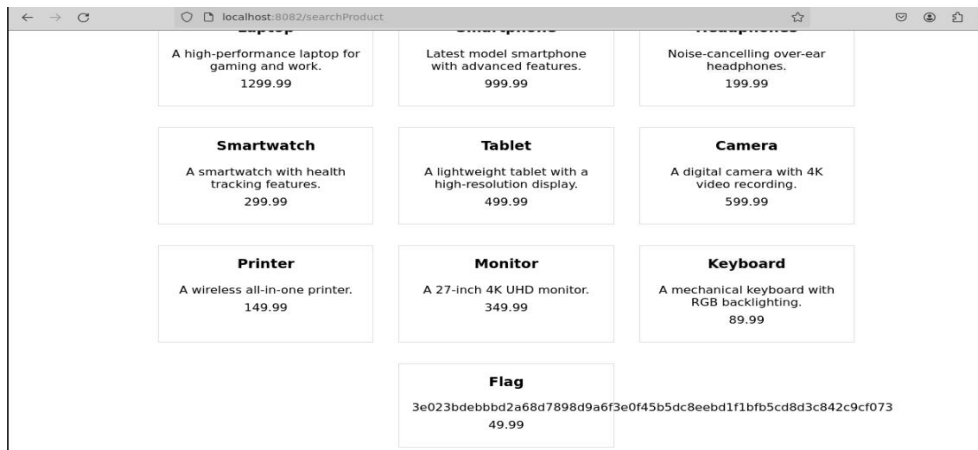 localhost:8082/searchProduct
Laptop
Smartphone
Headphones
A high-performance laptop for
gaming and work.
1299.99
Latest model smartphone
with advanced features.
999.99
Noise-cancelling over-ear
headphones.
199.99
Smartwatch
A smartwatch with health
tracking features.
299.99
Tablet
A lightweight tablet with a
high-resolution display.
499.99
Camera
A digital camera with 4K
video recording.
599.99
Printer
A wireless all-in-one printer.
149.99
Monitor
A 27-inch 4K UHD monitor.
349.99
Keyboard
A mechanical keyboard with
RGB backlighting.
89.99
Flag
3e023bdebbbd2a68d7898d9a6f3e0f45b5dc8eebd1f1bfb5cd8d3c842c9cf073
49.99